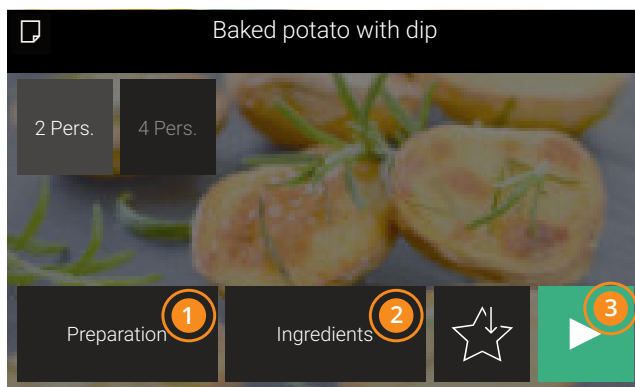 Baked potato with dip
2 Pers.
4 Pers.
1
2
3
Preparation
Ingredients